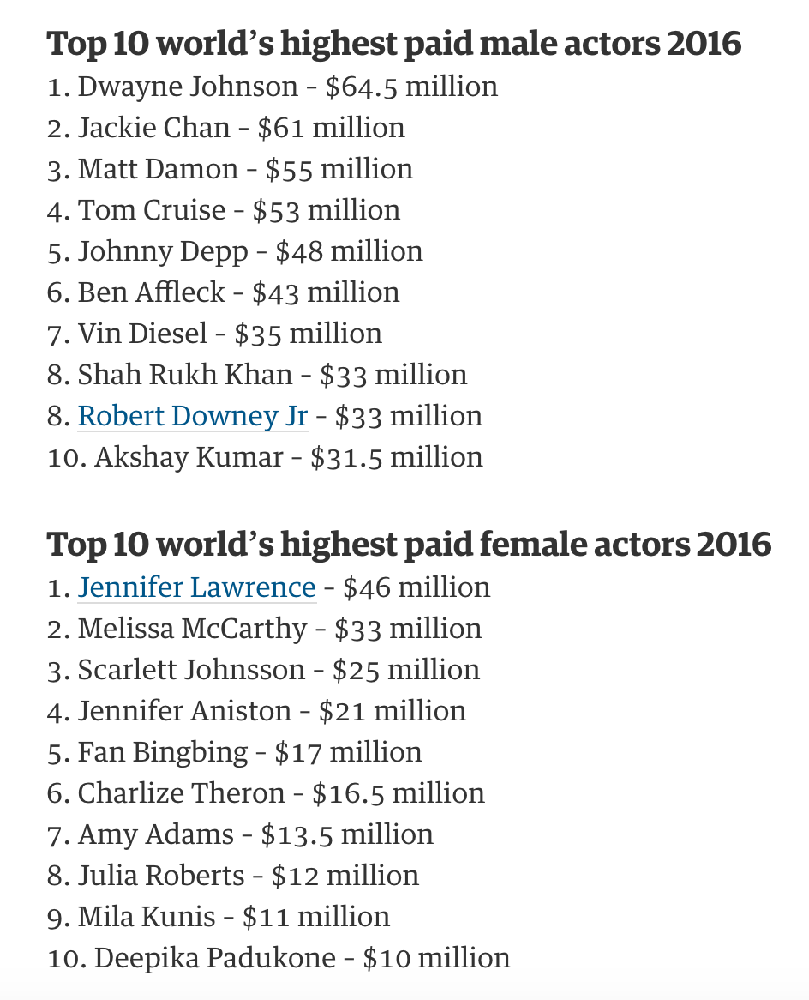 Top 10 world’s highest paid male actors 2016
1. Dwayne Johnson – $64.5 million
2. Jackie Chan – $61 million
3. Matt Damon – $55 million
4. Tom Cruise – $53 million
5. Johnny Depp – $48 million
6. Ben Affleck – $43 million
7. Vin Diesel – $35 million
8. Shah Rukh Khan – $33 million
8. Robert Downey Jr – $33 million
10. Akshay Kumar – $31.5 million
Top 10 world’s highest paid female actors 2016
1. Jennifer Lawrence – $46 million
2. Melissa McCarthy – $33 million
3. Scarlett Johnsson – $25 million
4. Jennifer Aniston – $21 million
5. Fan Bingbing – $17 million
6. Charlize Theron – $16.5 million
7. Amy Adams – $13.5 million
8. Julia Roberts – $12 million
9. Mila Kunis – $11 million
10. Deepika Padukone – $10 million